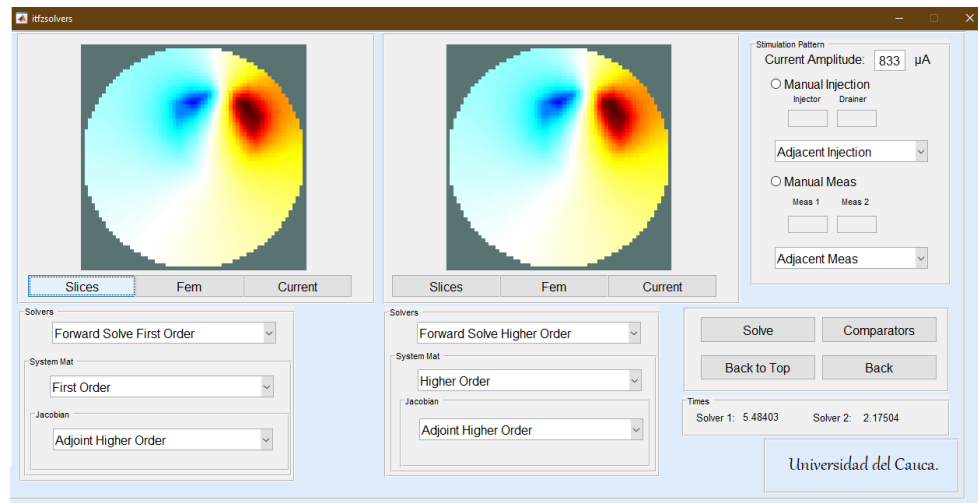 itfzsolvers
Slices Fem Current
Slices Fem Current
Stimulation Pattern
Current Amplitude: 833 µA
Manual Injection
Injector Drainer
Adjacent Injection
Manual Meas
Meas 1 Meas 2
Adjacent Meas
Solvers
Forward Solve First Order
System Mat
First Order
Jacobian
Adjoint Higher Order
Solvers
Forward Solve Higher Order
System Mat
Higher Order
Jacobian
Adjoint Higher Order
Solve Comparators
Back to Top Back
Times
Solver 1: 5.48403 Solver 2: 2.17504
Universidad del Cauca.